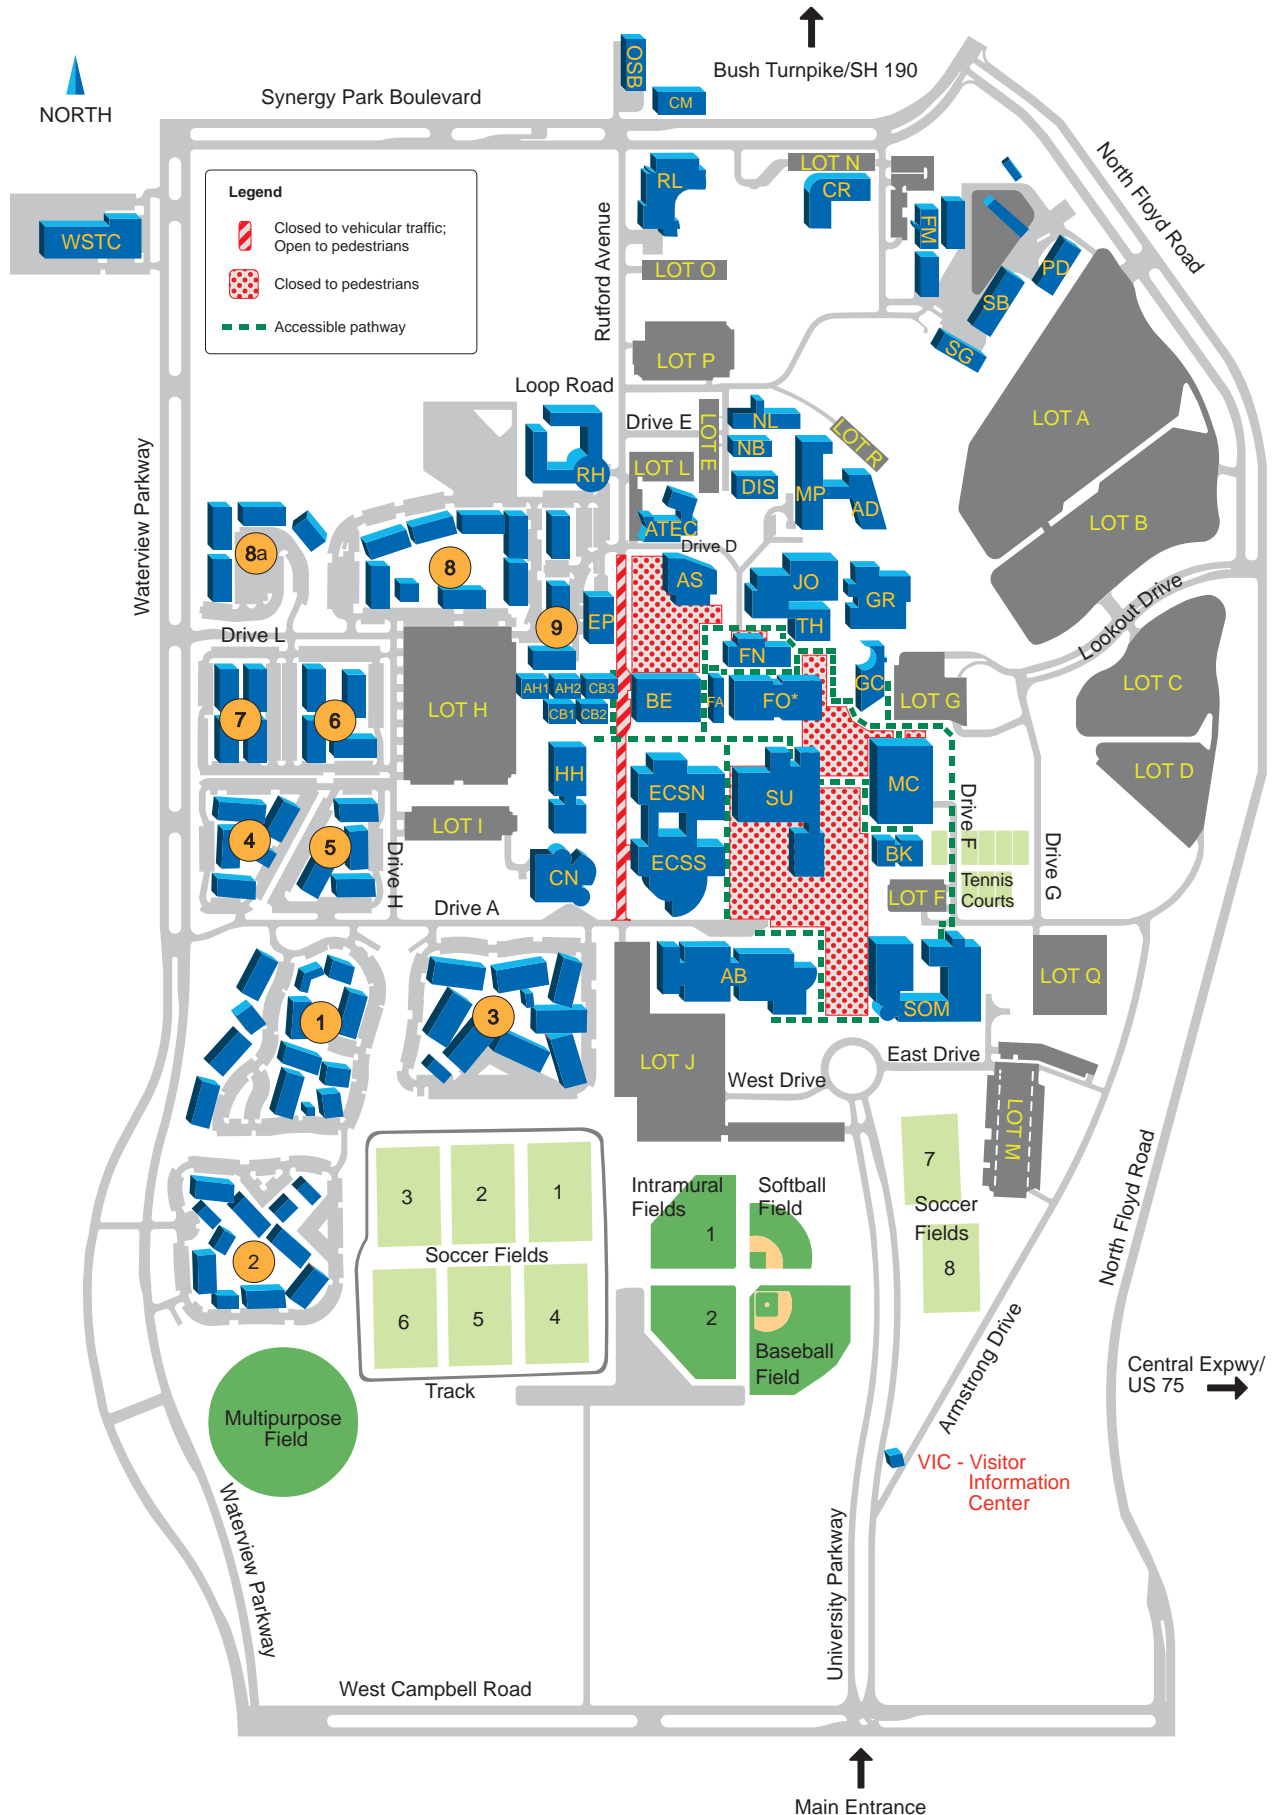 Bush Turnpike/SH 190
NORTH
Synergy Park Boulevard
OSB
CM
North Floyd Road
LOT N
RL
CR
FM
WSTC
Legend
Closed to vehicular traffic;
Open to pedestrians
Closed to pedestrians
Accessible pathway
Rutford Avenue
LOT O
PD
SB
SG
LOT P
Loop Road
Drive E
LOT E
NL
NB
LOT R
LOT A
Waterview Parkway
RH
LOT L
DIS
MP
AD
LOT B
ATEC
Drive D
8a
8
AS
JO
GR
9
EP
TH
Lookout Drive
Drive L
FN
GC
AH1
AH2
CB3
BE
FA
FO*
LOT G
LOT C
CB1
CB2
7
6
LOT H
HH
ECSN
SU
MC
LOT D
Drive F
Drive G
4
5
LOT I
Drive H
CN
ECSS
BK
LOT F
Tennis
Courts
Drive A
AB
SOM
LOT Q
1
3
LOT J
West Drive
East Drive
LOT M
3
2
1
Soccer Fields
6
5
4
Track
2
Intramural
Fields
1
2
Softball
Field
Baseball
Field
7
Soccer
Fields
8
North Floyd Road
Armstrong Drive
Central Expwy/
US 75
Multipurpose
Field
VIC - Visitor
Information
Center
Waterview Parkway
University Parkway
West Campbell Road
Main Entrance